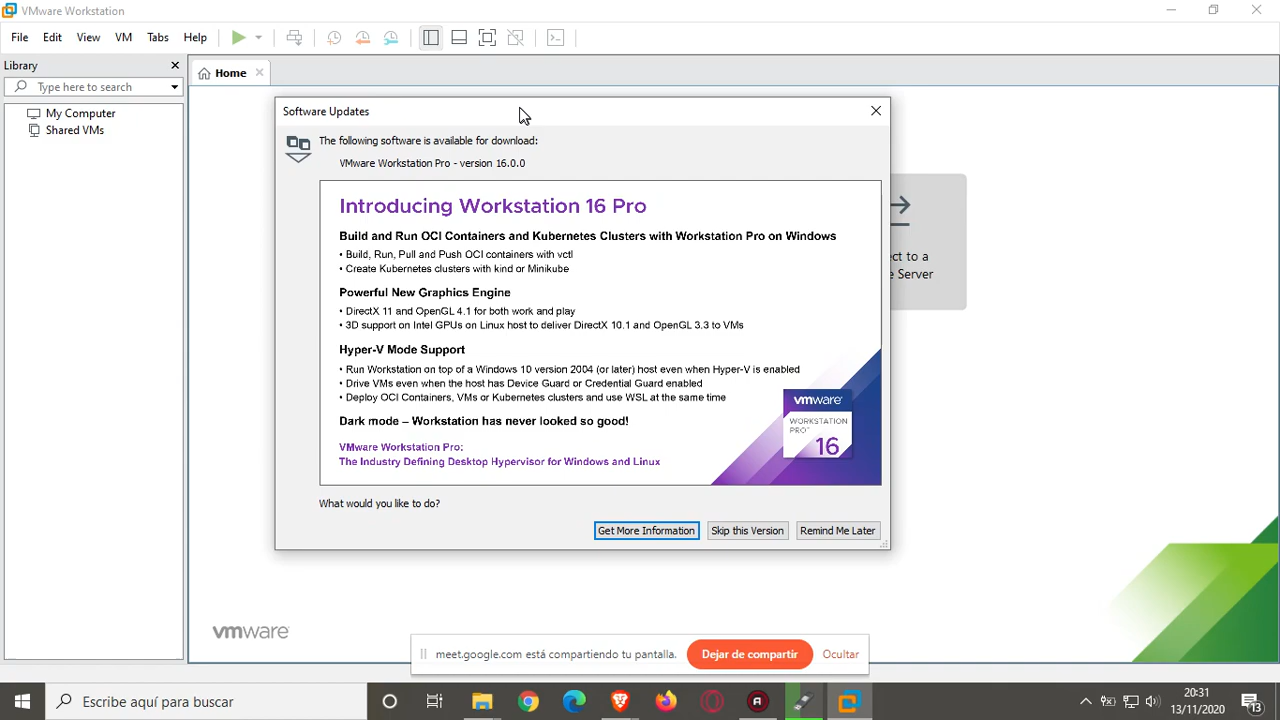 VMware Workstation
File Edit View VM Tabs Help
Library
Type here to search
My Computer
Shared VMs
Home
Software Updates
The following software is available for download:
VMware Workstation Pro - version 16.0.0
Introducing Workstation 16 Pro
Build and Run OCI Containers and Kubernetes Clusters with Workstation Pro on Windows
• Build, Run, Pull and Push OCI containers with vctl
• Create Kubernetes clusters with kind or Minikube
Powerful New Graphics Engine
• DirectX 11 and OpenGL 4.1 for both work and play
• 3D support on Intel GPUs on Linux host to deliver DirectX 10.1 and OpenGL 3.3 to VMs
Hyper-V Mode Support
• Run Workstation on top of a Windows 10 version 2004 (or later) host even when Hyper-V is enabled
• Drive VMs even when the host has Device Guard or Credential Guard enabled
• Deploy OCI Containers, VMs or Kubernetes clusters and use WSL at the same time
Dark mode – Workstation has never looked so good!
VMware Workstation Pro:
The Industry Defining Desktop Hypervisor for Windows and Linux
vmware
WORKSTATION
PRO™
16
What would you like to do?
Get More Information Skip this Version Remind Me Later
ect to a
e Server
vmware
meet.google.com está compartiendo tu pantalla. Dejar de compartir Ocultar
Escribe aquí para buscar
20:31
13/11/2020
13